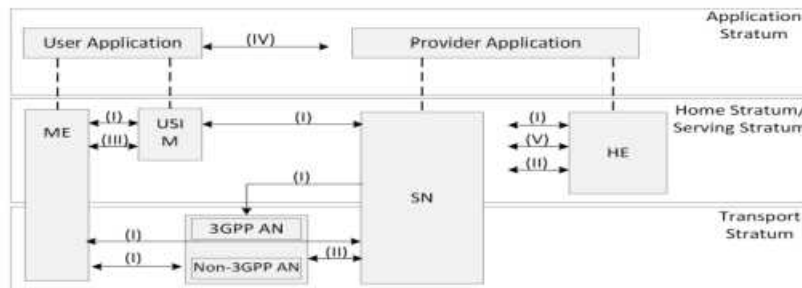 Application
Stratum
User Application
(IV)
Provider Application
Home Stratum/
Serving Stratum
ME
(I)
(III)
USI
M
(I)
(I)
(V)
(II)
HE
(I)
SN
Transport
Stratum
3GPP AN
(I)
(I)
Non-3GPP AN
(II)